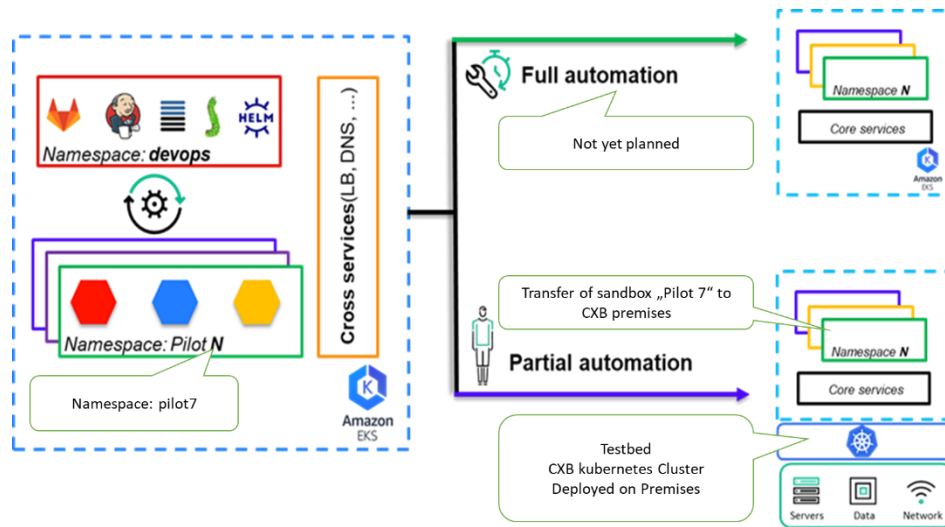 HELM
Namespace: devops
Cross services(LB, DNS, ...)
Namespace: Pilot N
Namespace: pilot7
Amazon
EKS
Full automation
Not yet planned
Namespace N
Core services
Amazon
EKS
Transfer of sandbox „Pilot 7“ to
CXB premises
Partial automation
Namespace N
Core services
Testbed
CXB kubernetes Cluster
Deployed on Premises
Servers
Data
Network